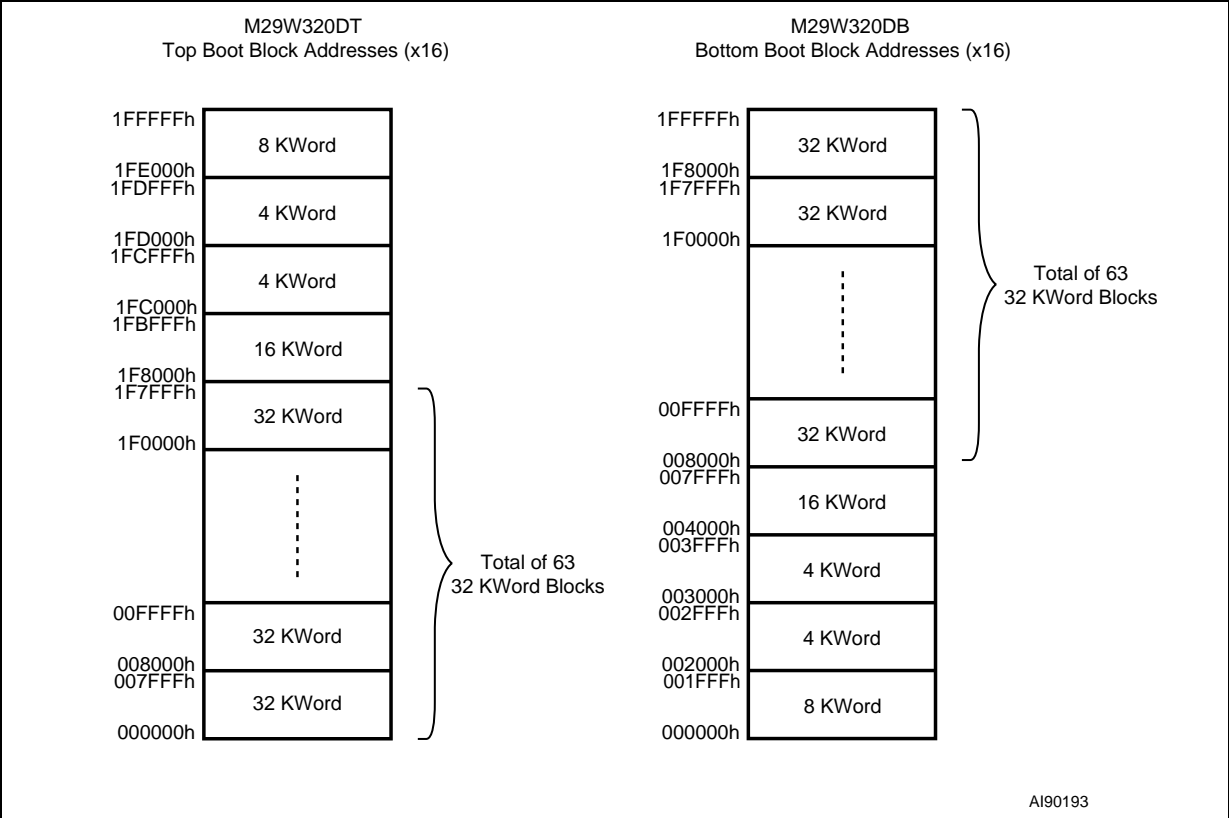 M29W320DT
Top Boot Block Addresses (x16)
1FFFFFh
8 KWord
1FE000h
1FDFFFh
4 KWord
1FD000h
1FCFFFh
4 KWord
1FC000h
1FBFFFh
16 KWord
1F8000h
1F7FFFh
32 KWord
1F0000h
Total of 63
32 KWord Blocks
00FFFFh
32 KWord
008000h
007FFFh
32 KWord
000000h
M29W320DB
Bottom Boot Block Addresses (x16)
1FFFFFh
32 KWord
1F8000h
1F7FFFh
32 KWord
1F0000h
Total of 63
32 KWord Blocks
00FFFFh
32 KWord
008000h
007FFFh
16 KWord
004000h
003FFFh
4 KWord
003000h
002FFFh
4 KWord
002000h
001FFFh
8 KWord
000000h
AI90193